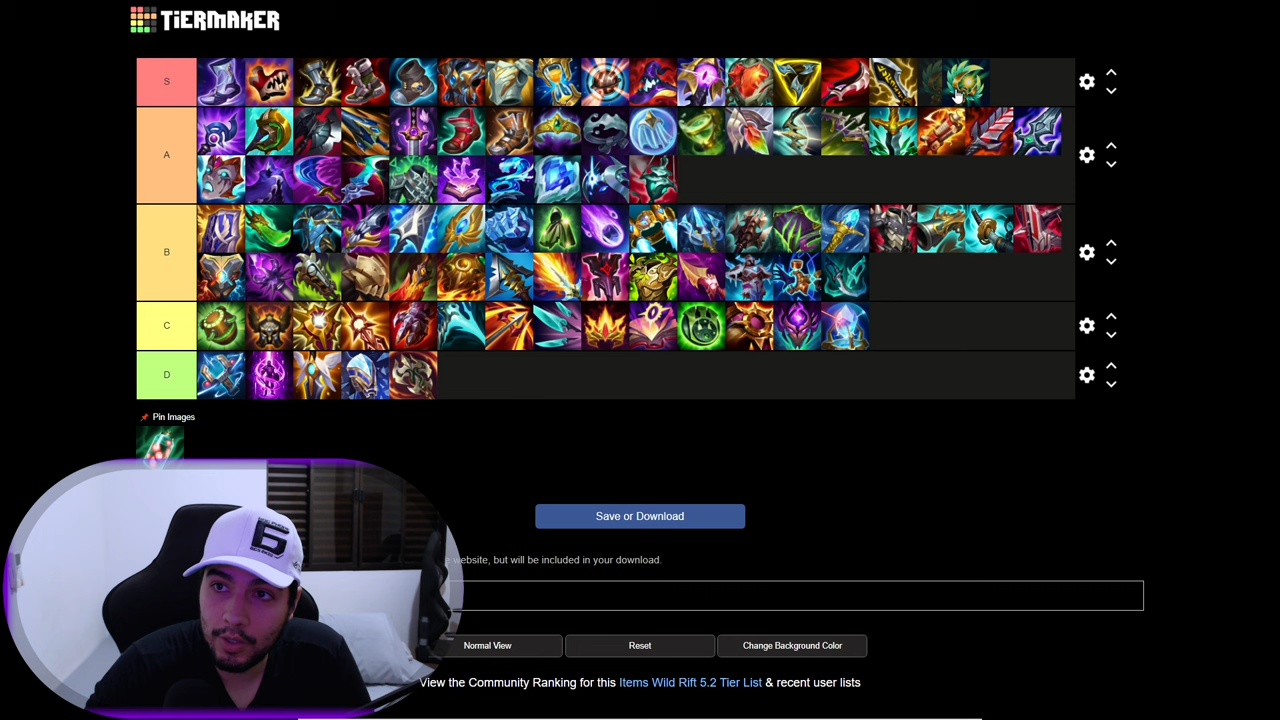 TiERMAKER
S
A
B
C
D
Pin Images
Save or Download
website, but will be included in your download.
Normal View
Reset
Change Background Color
View the Community Ranking for this Items Wild Rift 5.2 Tier List & recent user lists
6